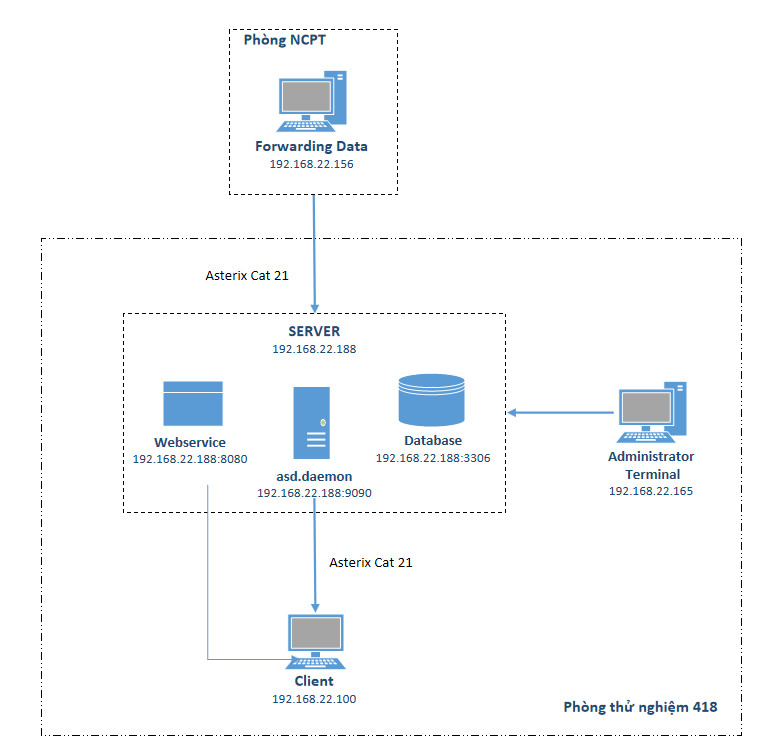 Phòng NCPT
Forwarding Data
192.168.22.156
Asterix Cat 21
SERVER
192.168.22.188
Webservice
192.168.22.188:8080
asd.daemon
192.168.22.188:9090
Database
192.168.22.188:3306
Administrator
Terminal
192.168.22.165
Asterix Cat 21
Client
192.168.22.100
Phòng thử nghiệm 418